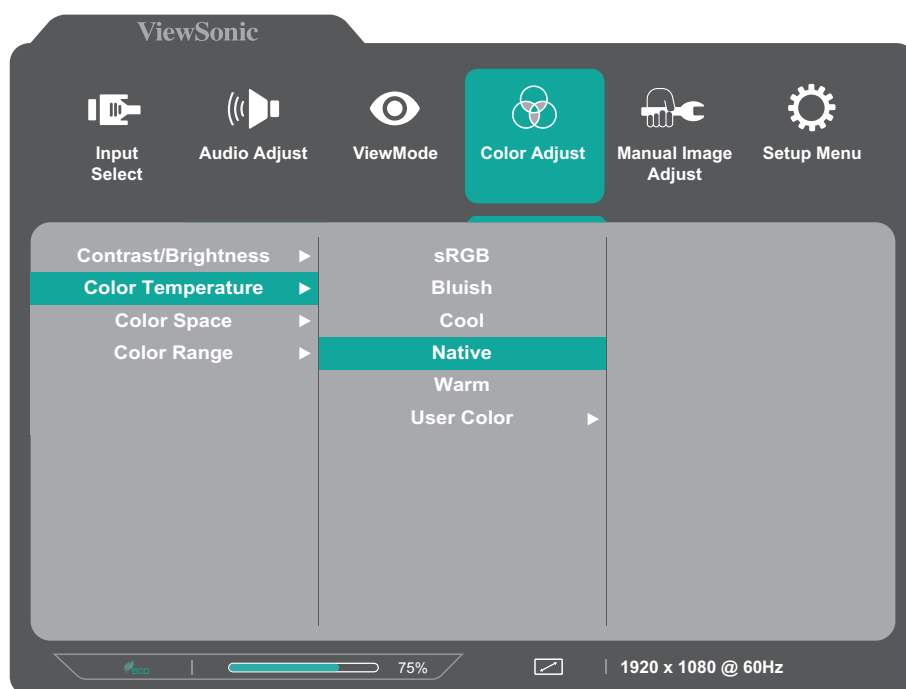 ViewSonic
Input Select
Audio Adjust
ViewMode
Color Adjust
Manual Image Adjust
Setup Menu
Contrast/Brightness
Color Temperature
Color Space
Color Range
sRGB
Bluish
Cool
Native
Warm
User Color
eco
75%
1920 x 1080 @ 60Hz